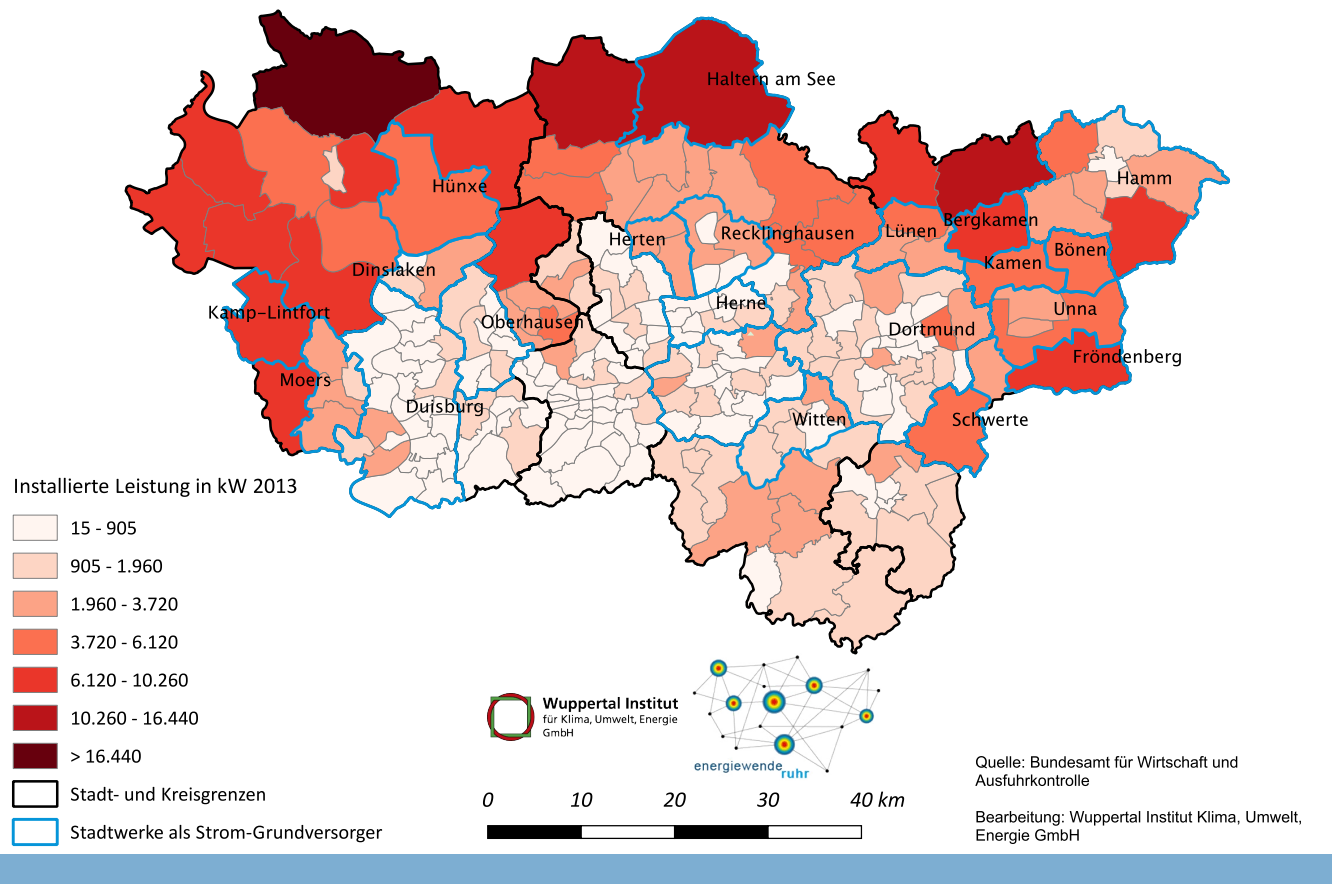 Haltern am See
Hamm
Hünxe
Bergkamen
Herten
Recklinghausen
Lünen
Bönen
Kamen
Dinslaken
Herne
Unna
Kamp-Lintfort
Oberhausen
Dortmund
Fröndenberg
Moers
Duisburg
Witten
Schwerte
Installierte Leistung in kW 2013
15 - 905
905 - 1.960
1.960 - 3.720
3.720 - 6.120
6.120 - 10.260
10.260 - 16.440
> 16.440
Stadt- und Kreisgrenzen
Stadtwerke als Strom-Grundversorger
Wuppertal Institut
für Klima, Umwelt, Energie
GmbH
energiewende
ruhr
0 10 20 30 40 km
Quelle: Bundesamt für Wirtschaft und
Ausfuhrkontrolle
Bearbeitung: Wuppertal Institut Klima, Umwelt,
Energie GmbH